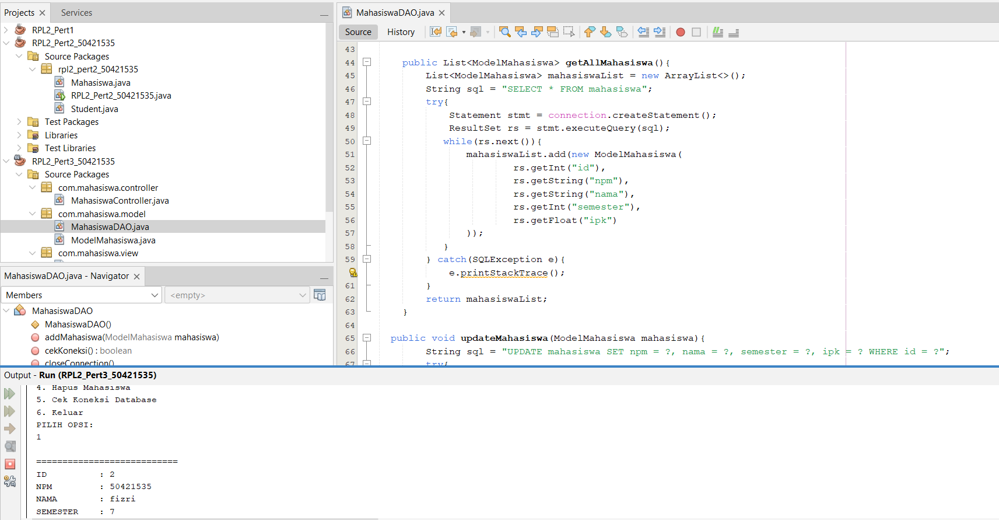 Projects
Services
RPL2_Pert1
RPL2_Pert2_50421535
Source Packages
rpl2_pert2_50421535
Mahasiswa.java
RPL2_Pert2_50421535.java
Student.java
Test Packages
Libraries
Test Libraries
RPL2_Pert3_50421535
Source Packages
com.mahasiswa.controller
MahasiswaController.java
com.mahasiswa.model
MahasiswaDAO.java
ModelMahasiswa.java
com.mahasiswa.view
MahasiswaDAO.java - Navigator
Members
<empty>
MahasiswaDAO
MahasiswaDAO()
addMahasiswa(ModelMahasiswa mahasiswa)
cekKoneksi() : boolean
closeConnection()
MahasiswaDAO.java
Source History
43
44 public List<ModelMahasiswa> getAllMahasiswa(){
45 List<ModelMahasiswa> mahasiswaList = new ArrayList<>();
46 String sql = "SELECT * FROM mahasiswa";
47 try{
48 Statement stmt = connection.createStatement();
49 ResultSet rs = stmt.executeQuery(sql);
50 while(rs.next()){
51 mahasiswaList.add(new ModelMahasiswa(
52 rs.getInt("id"),
53 rs.getString("npm"),
54 rs.getString("nama"),
55 rs.getInt("semester"),
56 rs.getFloat("ipk")
57 ));
58 }
59 } catch(SQLException e){
e.printStackTrace();
61 }
62 return mahasiswaList;
63 }
64
65 public void updateMahasiswa(ModelMahasiswa mahasiswa){
66 String sql = "UPDATE mahasiswa SET npm = ?, nama = ?, semester = ?, ipk = ? WHERE id = ?";
67 try{
Output - Run (RPL2_Pert3_50421535)
4. Hapus Mahasiswa
5. Cek Koneksi Database
6. Keluar
PILIH OPSI:
1
===========================
ID : 2
NPM : 50421535
NAMA : fizri
SEMESTER : 7